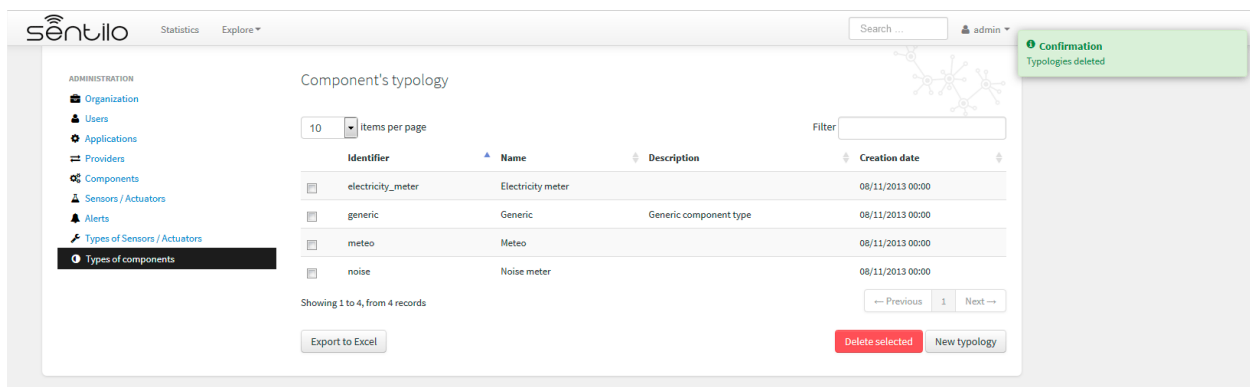 sentilo Statistics Explore Search ... admin
Confirmation
Typologies deleted
ADMINISTRATION
Organization
Users
Applications
Providers
Components
Sensors / Actuators
Alerts
Types of Sensors / Actuators
Types of components
Component's typology
10 items per page Filter
Identifier Name Description Creation date
electricity_meter Electricity meter 08/11/2013 00:00
generic Generic Generic component type 08/11/2013 00:00
meteo Meteo 08/11/2013 00:00
noise Noise meter 08/11/2013 00:00
Showing 1 to 4, from 4 records ← Previous 1 Next →
Export to Excel Delete selected New typology